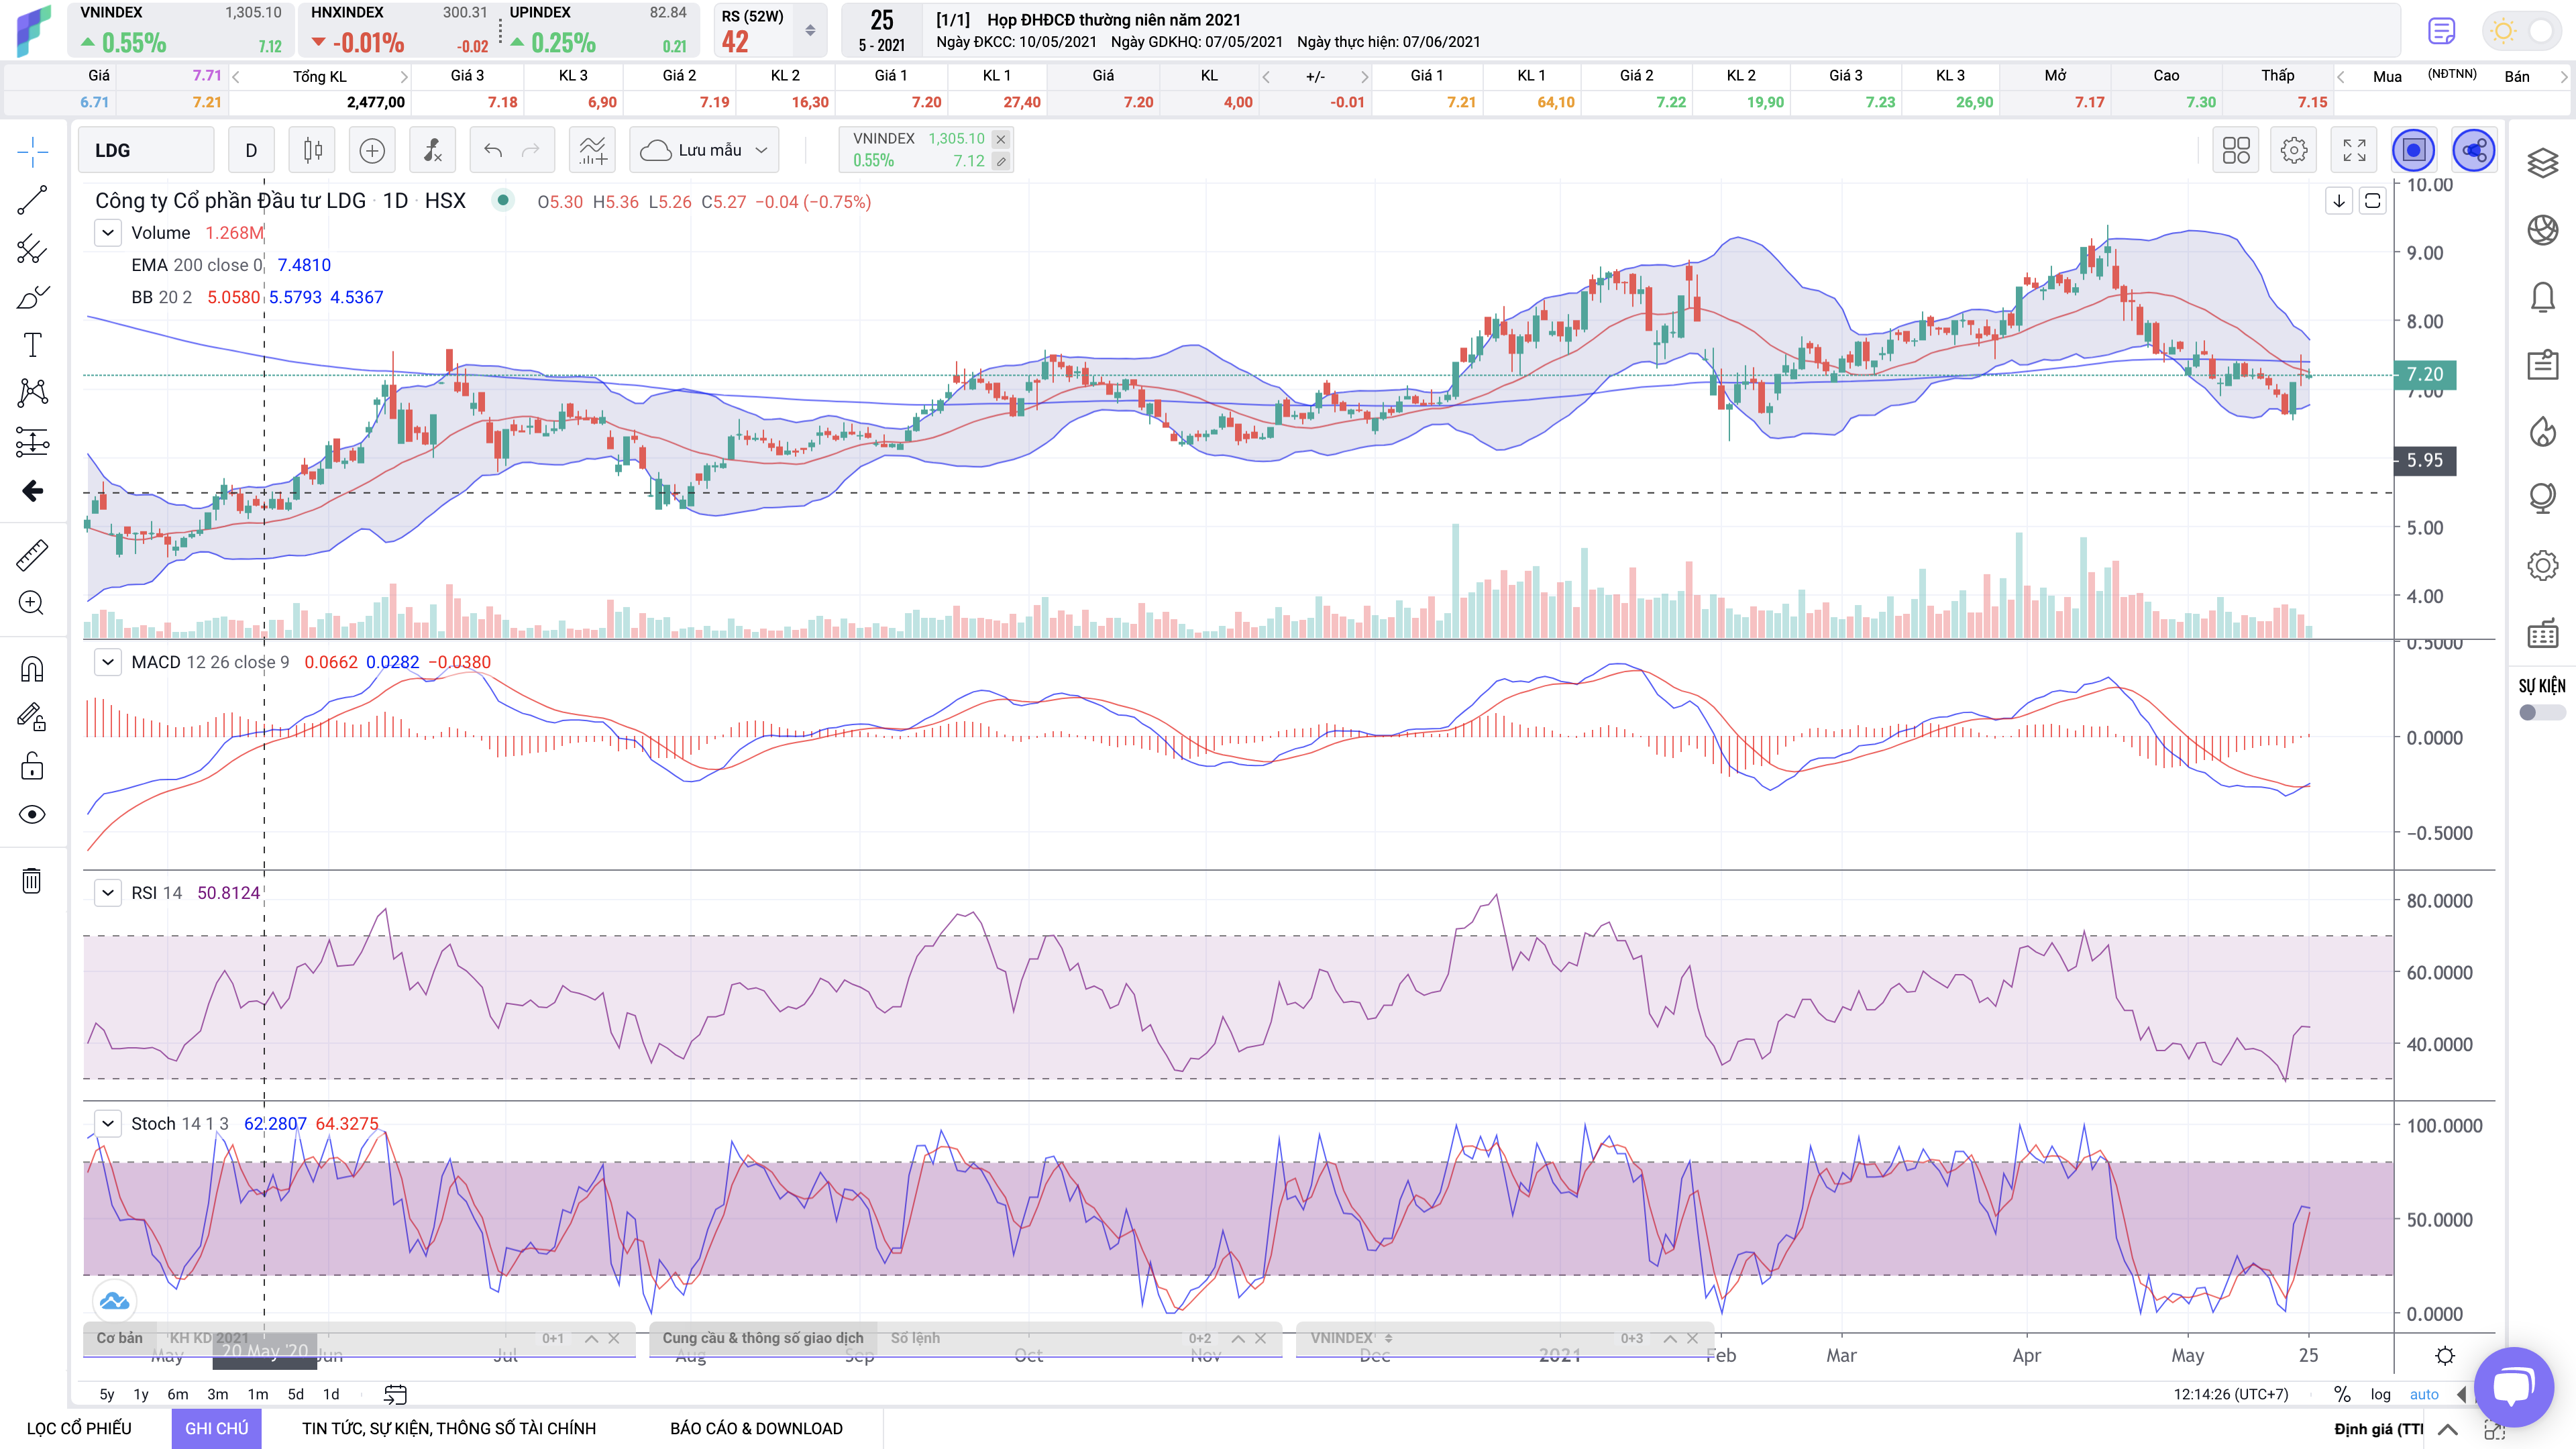 VNINDEX 1,305.10 HNXINDEX 300.31 UPINDEX 82.84
0.55% 7.12 -0.01% -0.02 0.25% 0.21
RS (52W)
42
25
5 - 2021
[1/1] Họp ĐHĐCĐ thường niên năm 2021
Ngày ĐKCC: 10/05/2021 Ngày GDKHQ: 07/05/2021 Ngày thực hiện: 07/06/2021
Giá 7.71 Tổng KL Giá 3 KL 3 Giá 2 KL 2 Giá 1 KL 1 Giá KL +/- Giá 1 KL 1 Giá 2 KL 2 Giá 3 KL 3 Mở Cao Thấp Mua (NĐTNN) Bán
6.71 7.21 2,477,00 7.18 6,90 7.19 16,30 7.20 27,40 7.20 4,00 -0.01 7.21 64,10 7.22 19,90 7.23 26,90 7.17 7.30 7.15
LDG D Lưu mẫu
VNINDEX 1,305.10
0.55% 7.12
Công ty Cổ phần Đầu tư LDG · 1D · HSX O5.30 H5.36 L5.26 C5.27 −0.04 (−0.75%)
Volume 1.268M
EMA 200 close 0 7.4810
BB 20 2 5.0580 5.5793 4.5367
10.00
9.00
8.00
7.20
7.00
5.95
5.00
4.00
MACD 12 26 close 9 0.0662 0.0282 −0.0380
0.5000
0.0000
−0.5000
RSI 14 50.8124
80.0000
60.0000
40.0000
Stoch 14 1 3 62.2807 64.3275
100.0000
50.0000
0.0000
SỰ KIỆN
Cơ bản KH KD 2021 0+1 Cung cầu & thông số giao dịch Sổ lệnh 0+2 VNINDEX 0+3
May 20 May '20 Jun Jul Aug Sep Oct Nov Dec 2021 Feb Mar Apr May 25
5y 1y 6m 3m 1m 5d 1d 12:14:26 (UTC+7) % log auto
LỌC CỔ PHIẾU GHI CHÚ TIN TỨC, SỰ KIỆN, THÔNG SỐ TÀI CHÍNH BÁO CÁO & DOWNLOAD Định giá (TTI